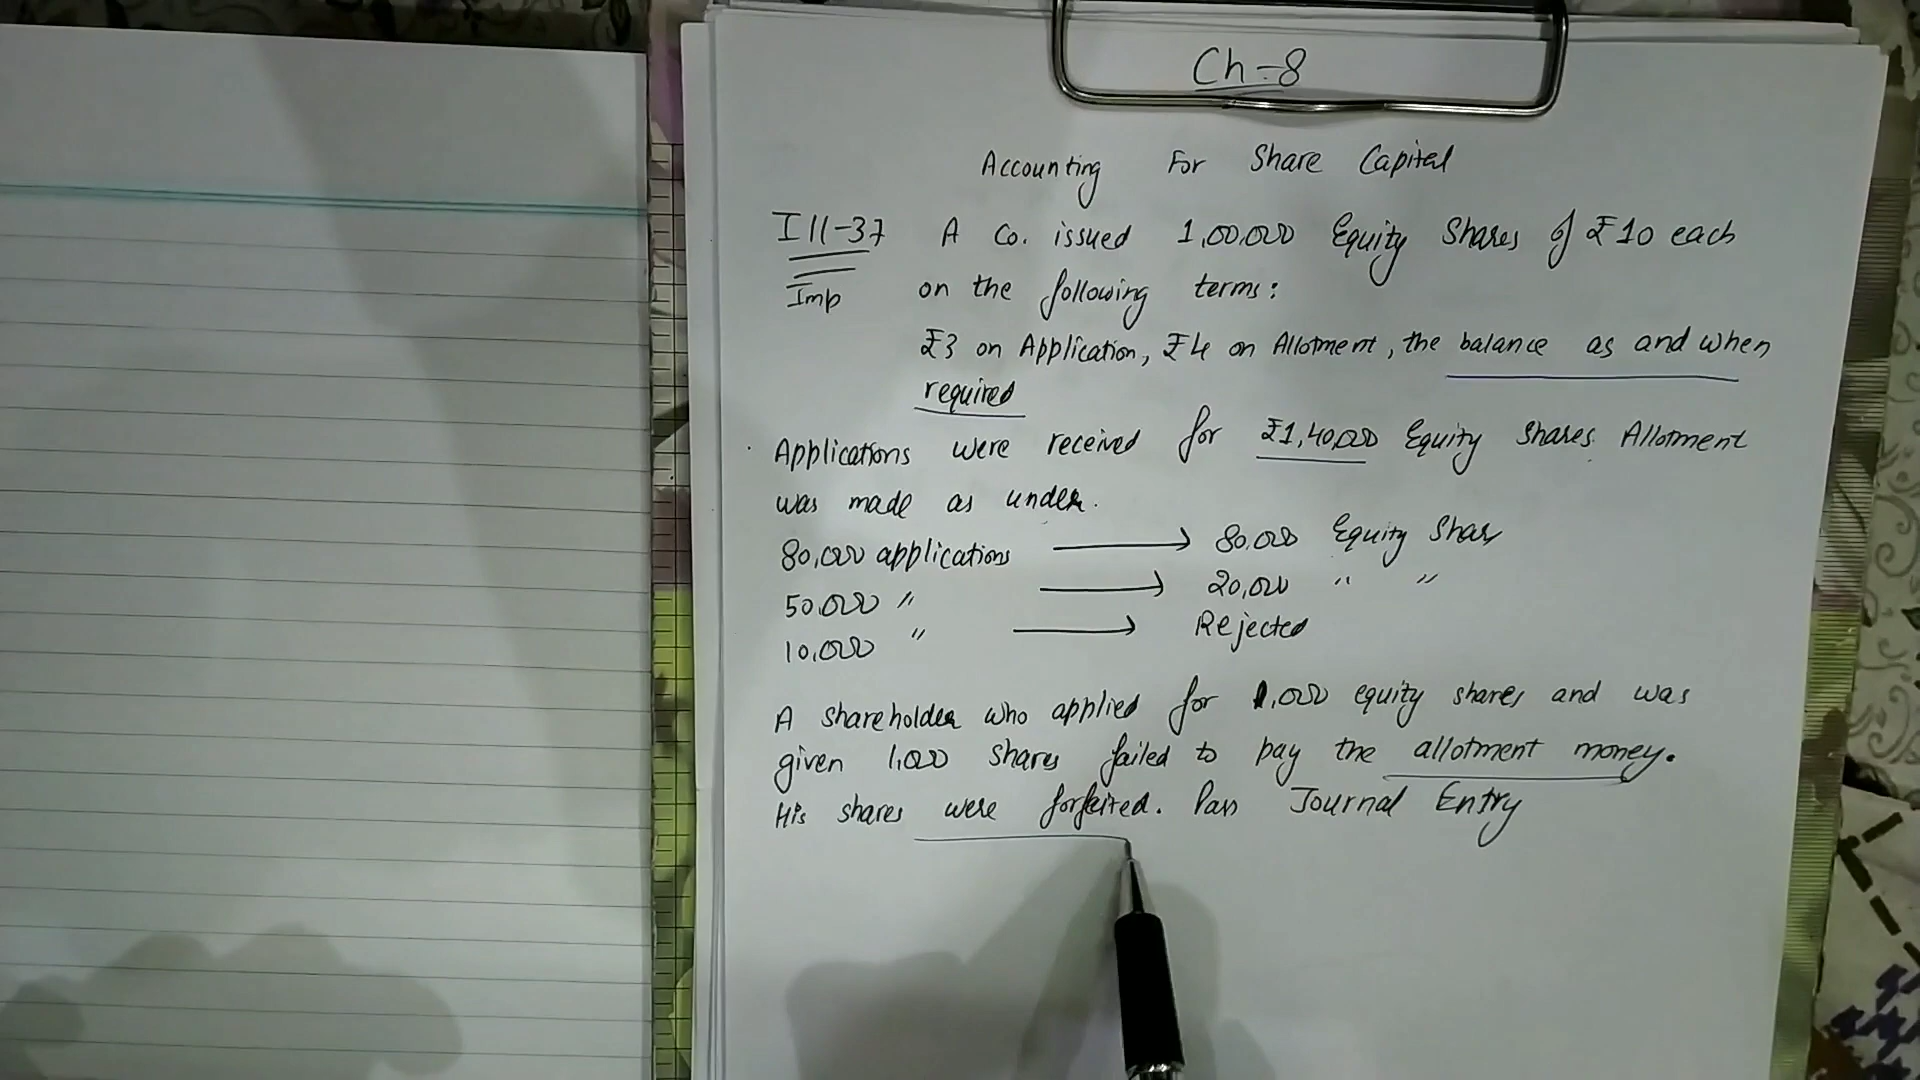 Ch-8
Accounting For Share Capital
Ill-37 A Co. issued 1,00,000 Equity Shares of ₹10 each
Imp on the following terms:
₹3 on Application, ₹4 on Allotment, the balance as and when
required
Applications were received for ₹1,40,000 Equity Shares. Allotment
was made as under.
80,000 applications → 80,000 Equity Shar
50,000 " → 20,000 " "
10,000 " → Rejected
A shareholder who applied for 1,000 equity shares and was
given 1,000 shares failed to pay the allotment money.
His shares were forfeited. Pass Journal Entry